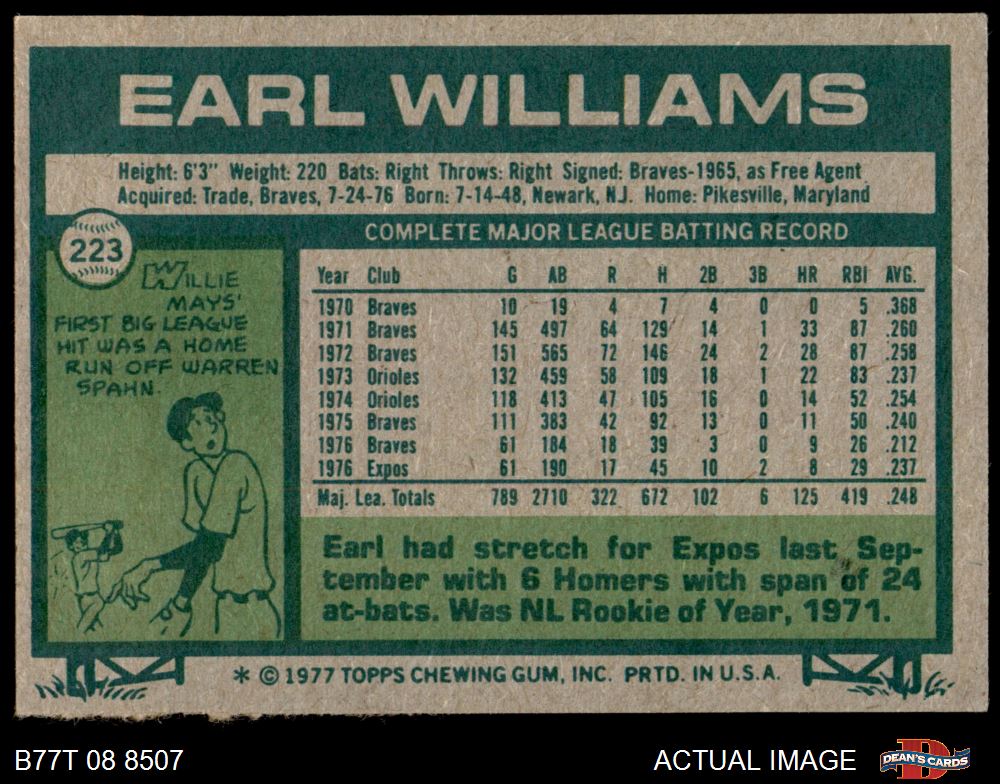 EARL WILLIAMS
Height: 6'3" Weight: 220 Bats: Right Throws: Right Signed: Braves-1965, as Free Agent
Acquired: Trade, Braves, 7-24-76 Born: 7-14-48, Newark, N.J. Home: Pikesville, Maryland
223
WILLIE
MAYS'
FIRST BIG LEAGUE
HIT WAS A HOME
RUN OFF WARREN
SPAHN.
COMPLETE MAJOR LEAGUE BATTING RECORD
Year Club G AB R H 2B 3B HR RBI AVG.
1970 Braves 10 19 4 7 4 0 0 5 .368
1971 Braves 145 497 64 129 14 1 33 87 .260
1972 Braves 151 565 72 146 24 2 28 87 .258
1973 Orioles 132 459 58 109 18 1 22 83 .237
1974 Orioles 118 413 47 105 16 0 14 52 .254
1975 Braves 111 383 42 92 13 0 11 50 .240
1976 Braves 61 184 18 39 3 0 9 26 .212
1976 Expos 61 190 17 45 10 2 8 29 .237
Maj. Lea. Totals 789 2710 322 672 102 6 125 419 .248
Earl had stretch for Expos last Sep-
tember with 6 Homers with span of 24
at-bats. Was NL Rookie of Year, 1971.
* © 1977 TOPPS CHEWING GUM, INC. PRTD. IN U.S.A.
B77T 08 8507
ACTUAL IMAGE
DEAN'S CARDS